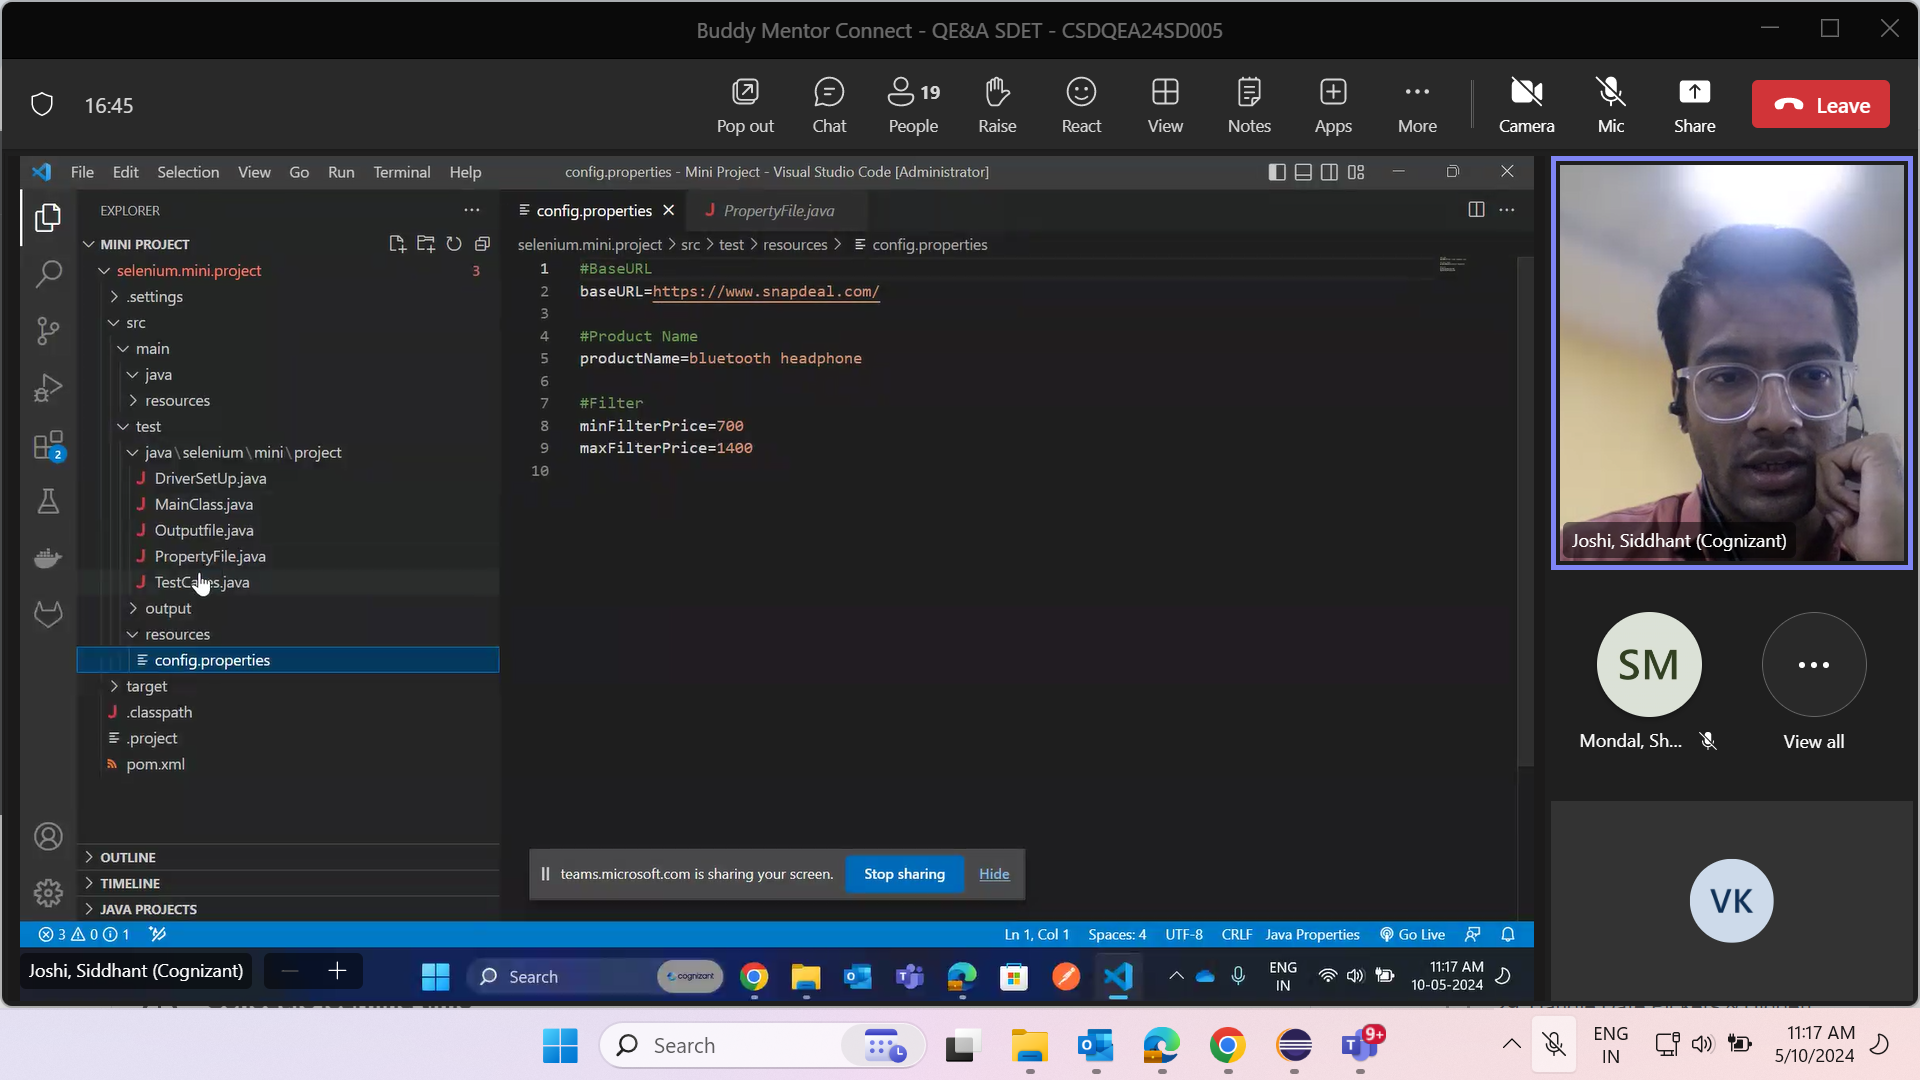 Buddy Mentor Connect - QE&A SDET - CSDQEA24SD005
16:45
Pop out
Chat
19
People
Raise
React
View
Notes
Apps
More
Camera
Mic
Share
Leave
File Edit Selection View Go Run Terminal Help
config.properties - Mini Project - Visual Studio Code [Administrator]
EXPLORER
MINI PROJECT
selenium.mini.project 3
.settings
src
main
java
resources
test
java\selenium\mini\project
DriverSetUp.java
MainClass.java
Outputfile.java
PropertyFile.java
output
resources
config.properties
target
.classpath
.project
pom.xml
OUTLINE
TIMELINE
JAVA PROJECTS
2
config.properties
PropertyFile.java
selenium.mini.project > src > test > resources > config.properties
1 #BaseURL
2 baseURL=https://www.snapdeal.com/
3
4 #Product Name
5 productName=bluetooth headphone
6
7 #Filter
8 minFilterPrice=700
9 maxFilterPrice=1400
10
teams.microsoft.com is sharing your screen.
Stop sharing
Hide
3 0 1
Ln 1, Col 1 Spaces: 4 UTF-8 CRLF Java Properties Go Live
Joshi, Siddhant (Cognizant)
Search
cognizant
ENG
IN
11:17 AM
10-05-2024
Joshi, Siddhant (Cognizant)
SM
Mondal, Sh...
View all
VK
Search
9+
ENG
IN
11:17 AM
5/10/2024